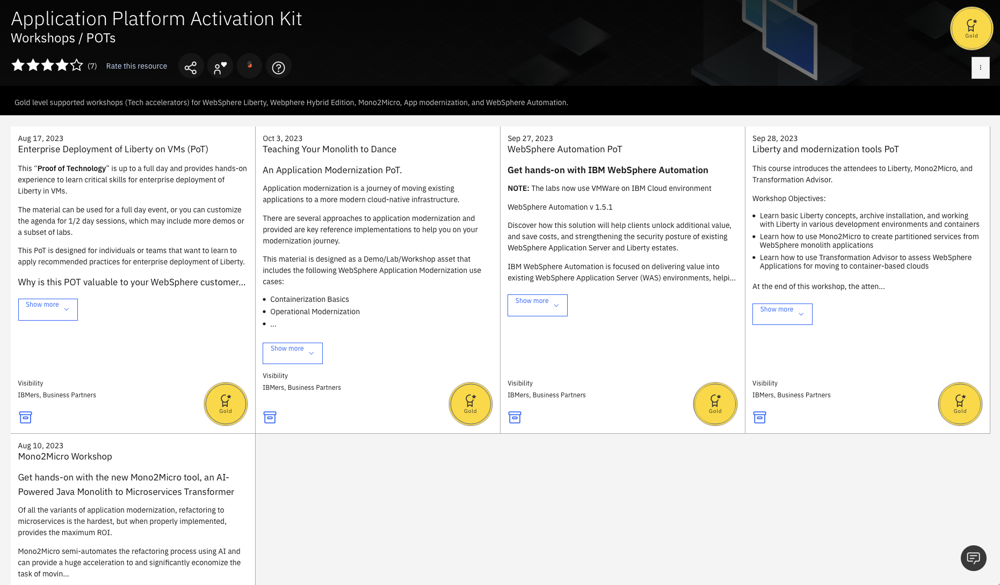 Application Platform Activation Kit
Workshops / POTs
Gold
(7)
Rate this resource
Gold level supported workshops (Tech accelerators) for WebSphere Liberty, Websphere Hybrid Edition, Mono2Micro, App modernization, and WebSphere Automation.
Aug 17, 2023
Enterprise Deployment of Liberty on VMs (PoT)
This “Proof of Technology” is up to a full day and provides hands-on
experience to learn critical skills for enterprise deployment of
Liberty in VMs.
The material can be used for a full day event, or you can customize
the agenda for 1/2 day sessions, which may include more demos or
a subset of labs.
This PoT is designed for individuals or teams that want to learn to
apply recommended practices for enterprise deployment of Liberty.
Why is this POT valuable to your WebSphere customer...
Show more
Visibility
IBMers, Business Partners
Gold
Oct 3, 2023
Teaching Your Monolith to Dance
An Application Modernization PoT.
Application modernization is a journey of moving existing
applications to a more modern cloud-native infrastructure.
There are several approaches to application modernization and
provided are key reference implementations to help you on your
modernization journey.
This material is designed as a Demo/Lab/Workshop asset that
includes the following WebSphere Application Modernization use
cases:
• Containerization Basics
• Operational Modernization
• ...
Show more
Visibility
IBMers, Business Partners
Gold
Sep 27, 2023
WebSphere Automation PoT
Get hands-on with IBM WebSphere Automation
NOTE: The labs now use VMWare on IBM Cloud environment
WebSphere Automation v 1.5.1
Discover how this solution will help clients unlock additional value,
and save costs, and strengthening the security posture of existing
WebSphere Application Server and Liberty estates.
IBM WebSphere Automation is focused on delivering value into
existing WebSphere Application Server (WAS) environments, helpi...
Show more
Visibility
IBMers, Business Partners
Gold
Sep 28, 2023
Liberty and modernization tools PoT
This course introduces the attendees to Liberty, Mono2Micro, and
Transformation Advisor.
Workshop Objectives:
• Learn basic Liberty concepts, archive installation, and working
with Liberty in various development environments and containers
• Learn how to use Mono2Micro to create partitioned services from
WebSphere monolith applications
• Learn how to use Transformation Advisor to assess WebSphere
Applications for moving to container-based clouds
At the end of this workshop, the atten...
Show more
Visibility
IBMers, Business Partners
Gold
Aug 10, 2023
Mono2Micro Workshop
Get hands-on with the new Mono2Micro tool, an AI-
Powered Java Monolith to Microservices Transformer
Of all the variants of application modernization, refactoring to
microservices is the hardest, but when properly implemented,
provides the maximum ROI.
Mono2Micro semi-automates the refactoring process using AI and
can provide a huge acceleration to and significantly economize the
task of movin...